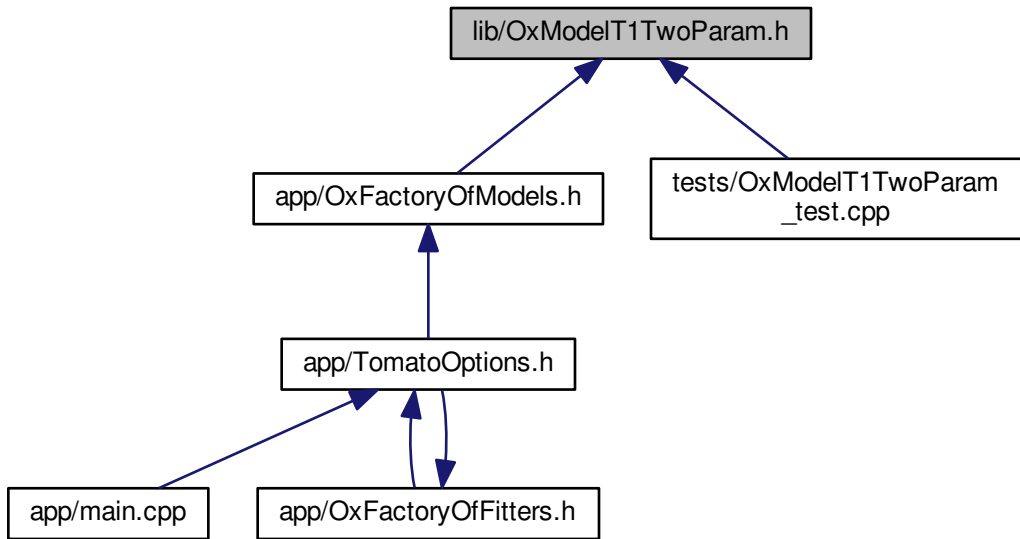 lib/OxModelT1TwoParam.h
app/OxFactoryOfModels.h
tests/OxModelT1TwoParam
_test.cpp
app/TomatoOptions.h
app/main.cpp
app/OxFactoryOfFitters.h